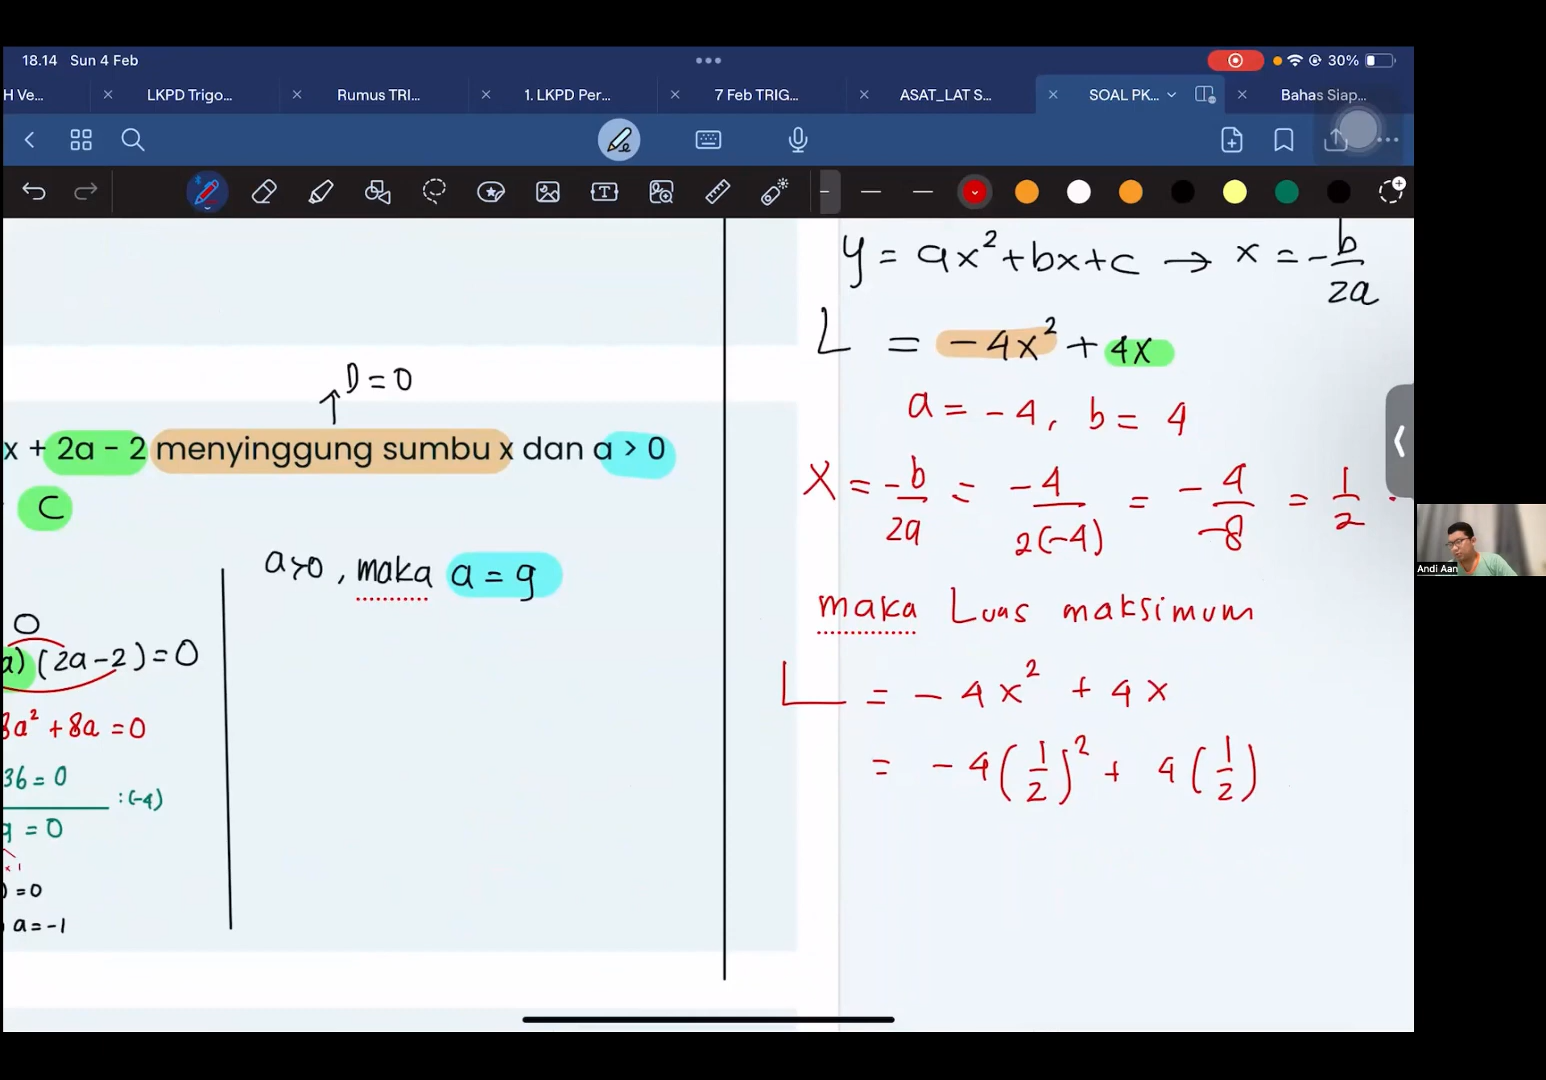 18.14 Sun 4 Feb
30%
H Ve...
LKPD Trigo...
Rumus TRI...
1. LKPD Per...
7 Feb TRIG...
ASAT_LAT S...
SOAL PK...
Bahas Siap...
D = 0
x + 2a - 2 menyinggung sumbu x dan a > 0
C
a>0, maka a = 9
0
a) (2a-2) = 0
8a² + 8a = 0
36 = 0
: (-4)
9 = 0
) = 0
a = -1
y = ax² + bx + c → x = -b/2a
L = -4x² + 4x
a = -4, b = 4
x = -b/2a = -4/2(-4) = -4/-8 = 1/2
maka Luas maksimum
L = -4x² + 4x
= -4(1/2)² + 4(1/2)
Andi Aan